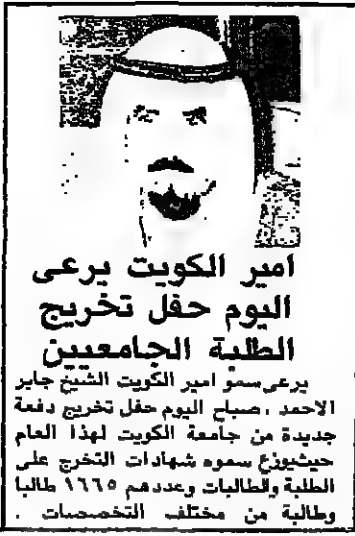 امير الكويت يرعى
اليوم حفل تخريج
الطلبة الجامعيين
يرعى سمو امير الكويت الشيخ جابر
الاحمد ، صباح اليوم حفل تخريج دفعة
جديدة من جامعة الكويت لهذا العام
حيث يوزع سموه شهادات التخرج على
الطلبة والطالبات وعددهم ١٦٦٥ طالبا
وطالبة من مختلف التخصصات .